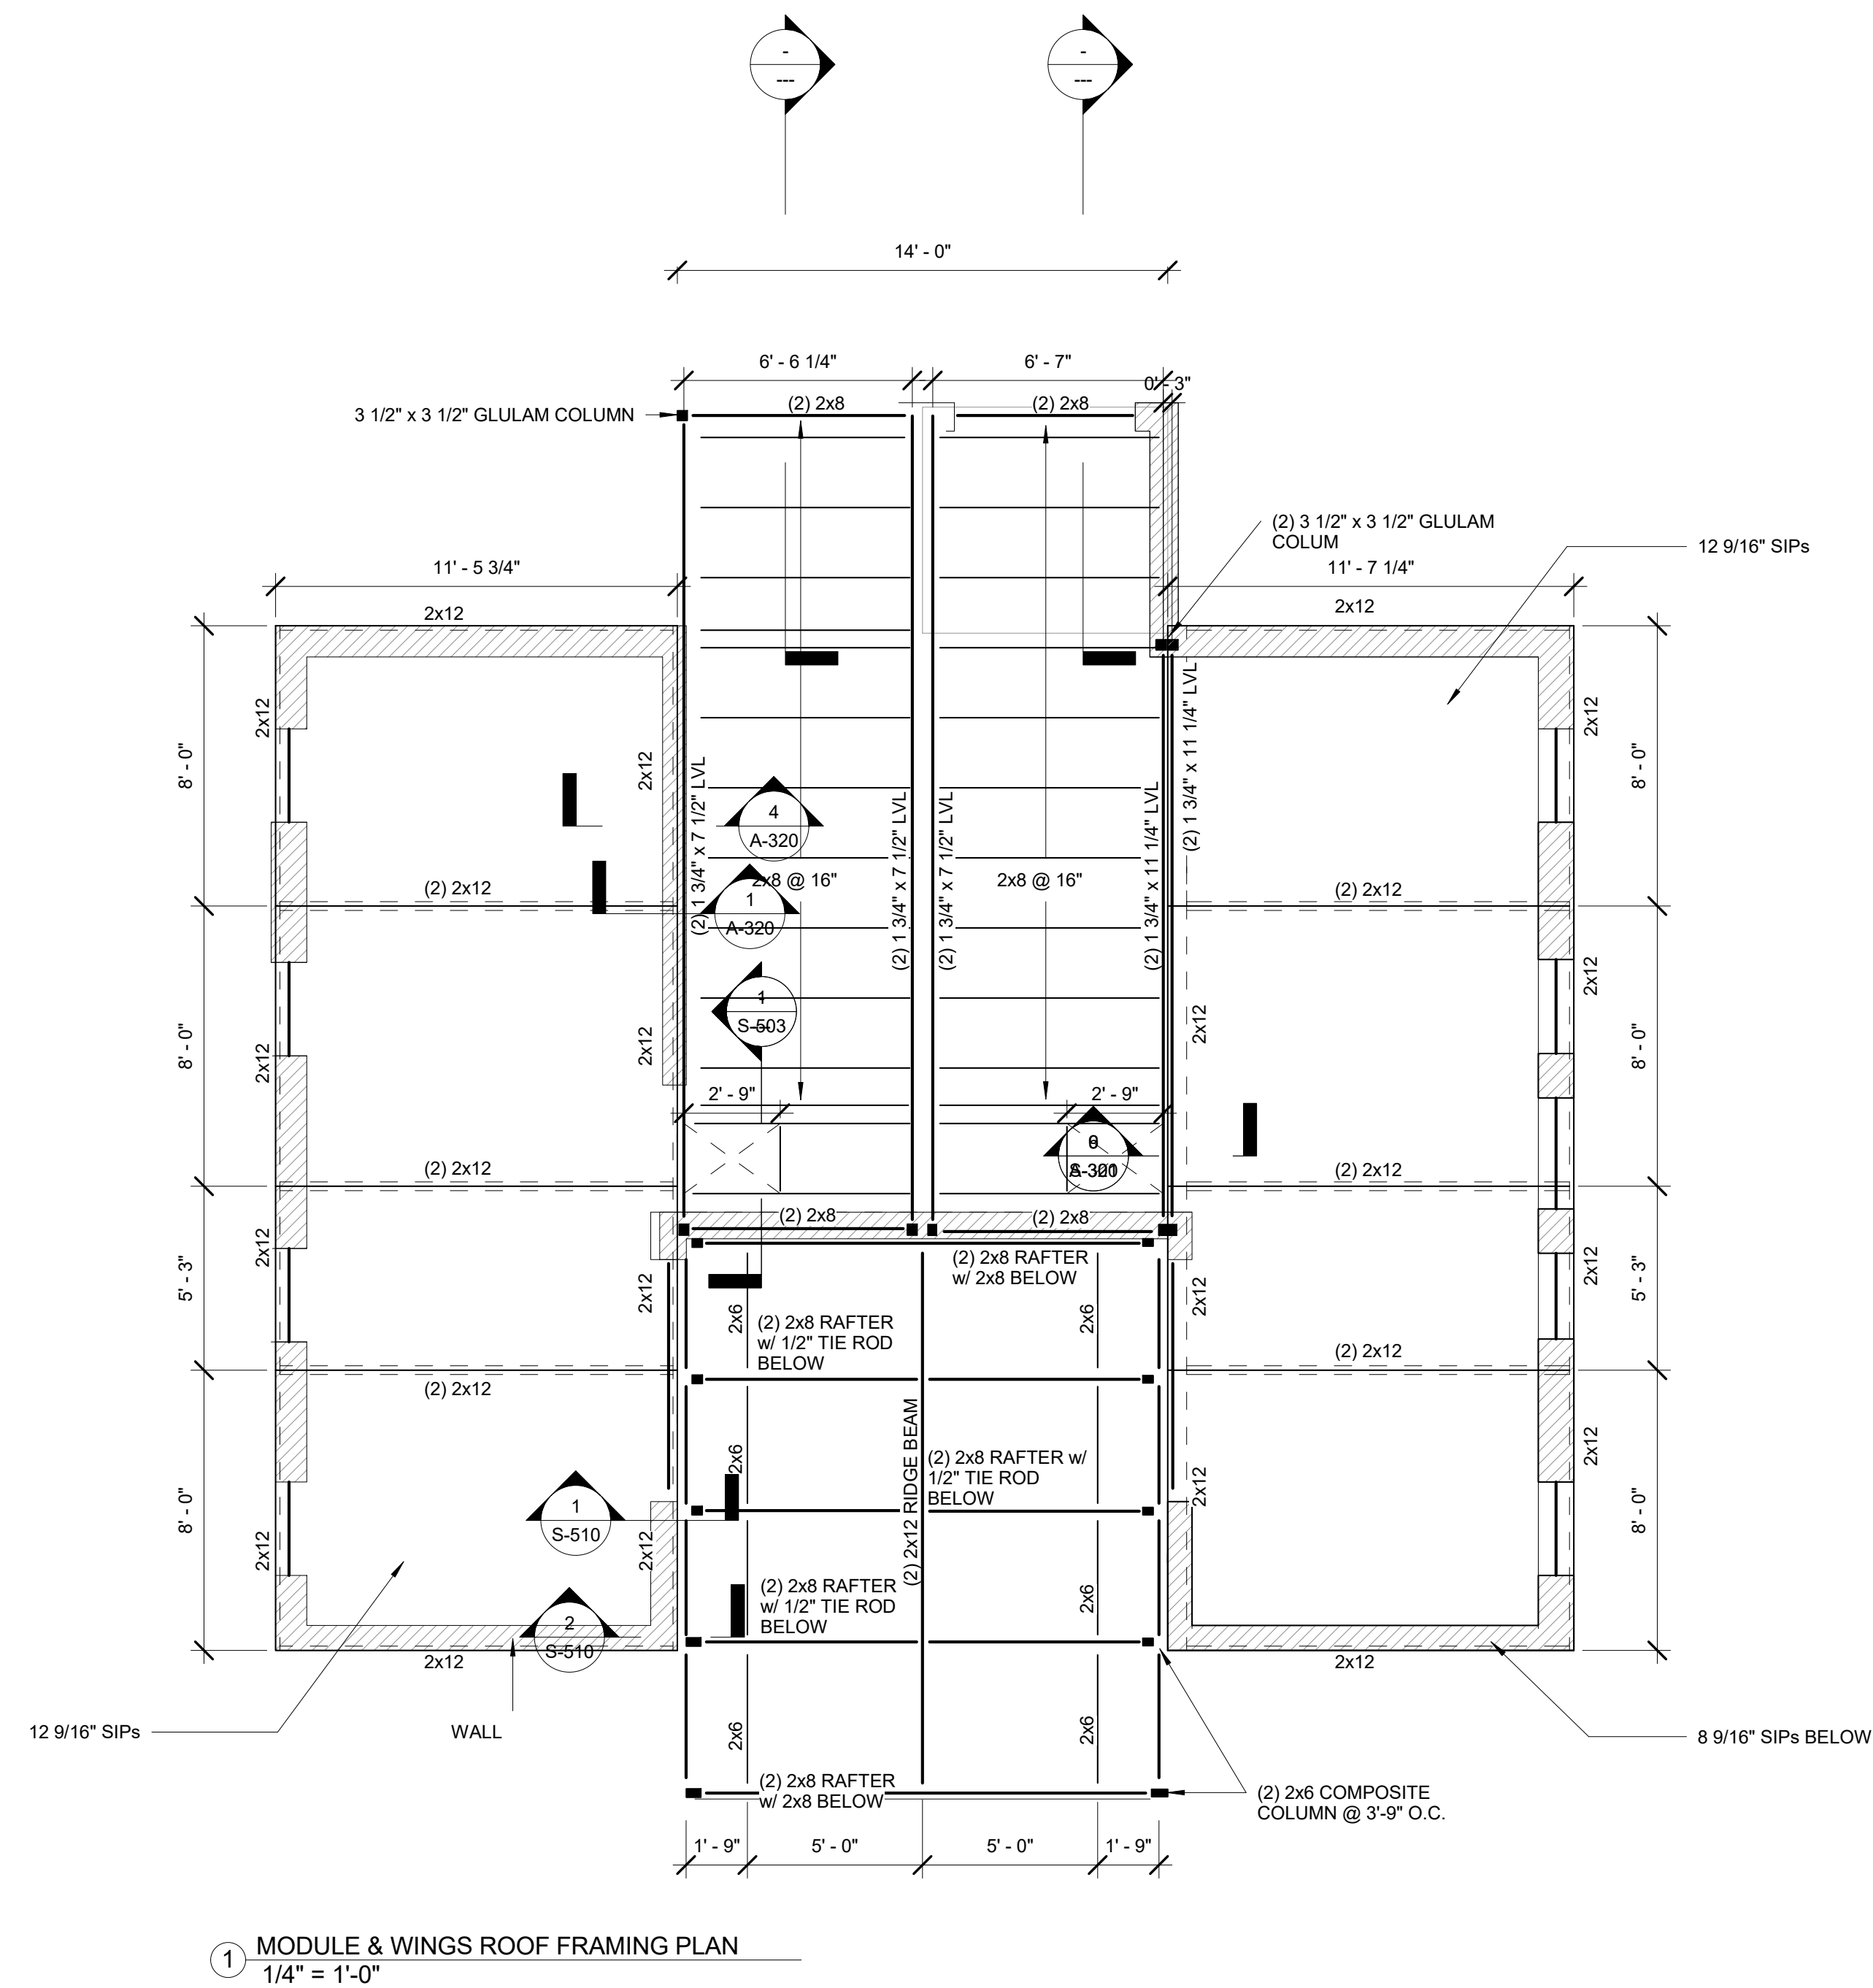 -
---
-
---
14' - 0"
6' - 6 1/4"
6' - 7"
0' - 3"
3 1/2" x 3 1/2" GLULAM COLUMN
(2) 2x8
(2) 2x8
(2) 3 1/2" x 3 1/2" GLULAM
COLUM
12 9/16" SIPs
11' - 5 3/4"
11' - 7 1/4"
2x12
2x12
8' - 0"
2x12
2x12
(2) 1 3/4" x 7 1/2" LVL
4
A-320
(2) 1 3/4" x 7 1/2" LVL
(2) 1 3/4" x 7 1/2" LVL
(2) 1 3/4" x 11 1/4" LVL
(2) 1 3/4" x 11 1/4" LVL
2x12
8' - 0"
(2) 2x12
2x8 @ 16"
1
A-320
2x8 @ 16"
(2) 2x12
8' - 0"
2x12
2x12
1
S-503
2x12
2x12
8' - 0"
2' - 9"
2' - 9"
(2) 2x12
A-320
(2) 2x12
(2) 2x8
(2) 2x8
5' - 3"
2x12
2x12
2x6
(2) 2x8 RAFTER
w/ 2x8 BELOW
(2) 2x8 RAFTER
w/ 1/2" TIE ROD
BELOW
2x6
2x12
2x12
5' - 3"
(2) 2x12
(2) 2x12
2x6
(2) 2x12 RIDGE BEAM
(2) 2x8 RAFTER w/
1/2" TIE ROD
BELOW
2x12
2x12
8' - 0"
2x12
1
S-510
2x12
8' - 0"
(2) 2x8 RAFTER
w/ 1/2" TIE ROD
BELOW
2x6
2
S-510
2x12
2x12
12 9/16" SIPs
WALL
2x6
2x6
8 9/16" SIPs BELOW
(2) 2x8 RAFTER
w/ 2x8 BELOW
(2) 2x6 COMPOSITE
COLUMN @ 3'-9" O.C.
1' - 9"
5' - 0"
5' - 0"
1' - 9"
1
MODULE & WINGS ROOF FRAMING PLAN
1/4" = 1'-0"